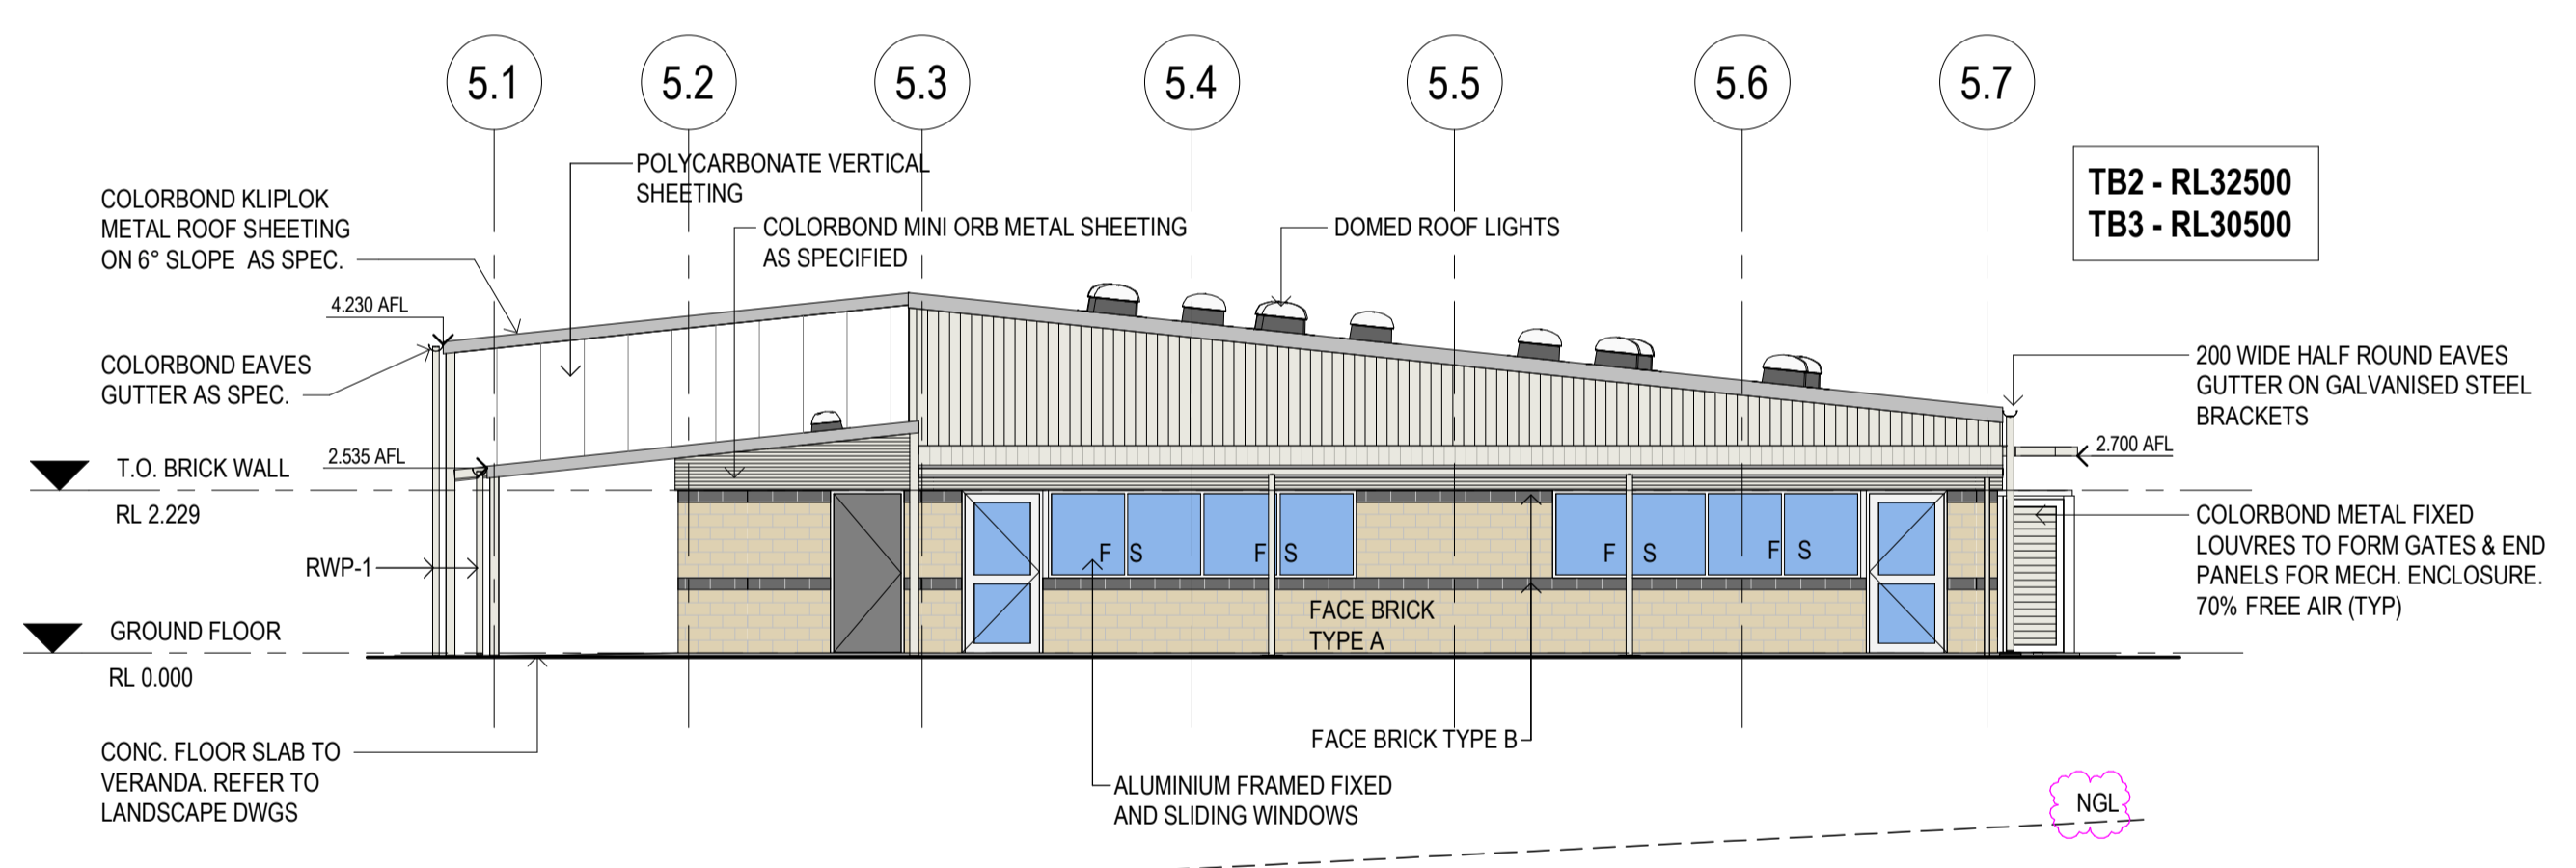 5.1
5.2
5.3
5.4
5.5
5.6
5.7
POLYCARBONATE VERTICAL
SHEETING
COLORBOND KLIPLOK
METAL ROOF SHEETING
ON 6° SLOPE AS SPEC.
COLORBOND MINI ORB METAL SHEETING
AS SPECIFIED
DOMED ROOF LIGHTS
TB2 - RL32500
TB3 - RL30500
4.230 AFL
COLORBOND EAVES
GUTTER AS SPEC.
200 WIDE HALF ROUND EAVES
GUTTER ON GALVANISED STEEL
BRACKETS
T.O. BRICK WALL
2.535 AFL
2.700 AFL
RL 2.229
COLORBOND METAL FIXED
LOUVRES TO FORM GATES & END
PANELS FOR MECH. ENCLOSURE.
70% FREE AIR (TYP)
F S
F S
F S
F S
RWP-1
FACE BRICK
TYPE A
GROUND FLOOR
RL 0.000
CONC. FLOOR SLAB TO
VERANDA. REFER TO
LANDSCAPE DWGS
FACE BRICK TYPE B
ALUMINIUM FRAMED FIXED
AND SLIDING WINDOWS
NGL